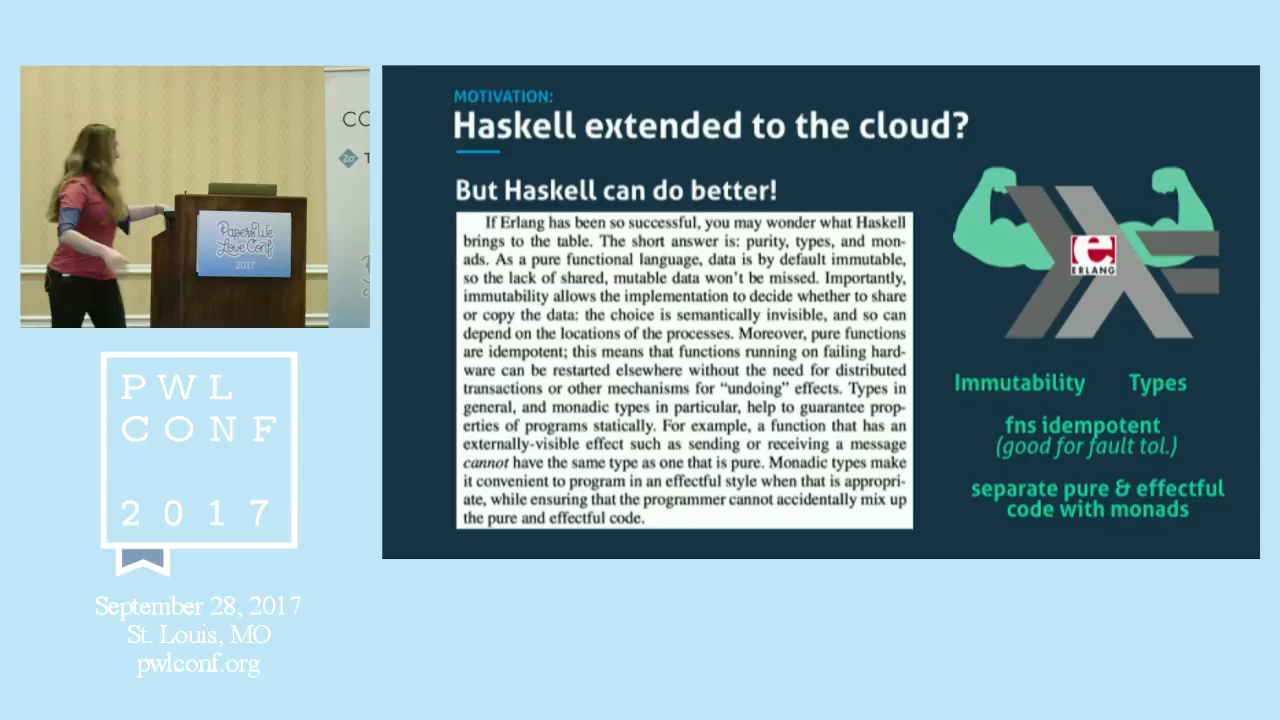 CO
2σ
T
Papers We
Love Conf
2017
PWL
CONF
2017
September 28, 2017
St. Louis, MO
pwlconf.org
MOTIVATION:
Haskell extended to the cloud?
But Haskell can do better!
If Erlang has been so successful, you may wonder what Haskell
brings to the table. The short answer is: purity, types, and mon-
ads. As a pure functional language, data is by default immutable,
so the lack of shared, mutable data won't be missed. Importantly,
immutability allows the implementation to decide whether to share
or copy the data: the choice is semantically invisible, and so can
depend on the locations of the processes. Moreover, pure functions
are idempotent; this means that functions running on failing hard-
ware can be restarted elsewhere without the need for distributed
transactions or other mechanisms for “undoing” effects. Types in
general, and monadic types in particular, help to guarantee prop-
erties of programs statically. For example, a function that has an
externally-visible effect such as sending or receiving a message
cannot have the same type as one that is pure. Monadic types make
it convenient to program in an effectful style when that is appropri-
ate, while ensuring that the programmer cannot accidentally mix up
the pure and effectful code.
e
ERLANG
Immutability Types
fns idempotent
(good for fault tol.)
separate pure & effectful
code with monads